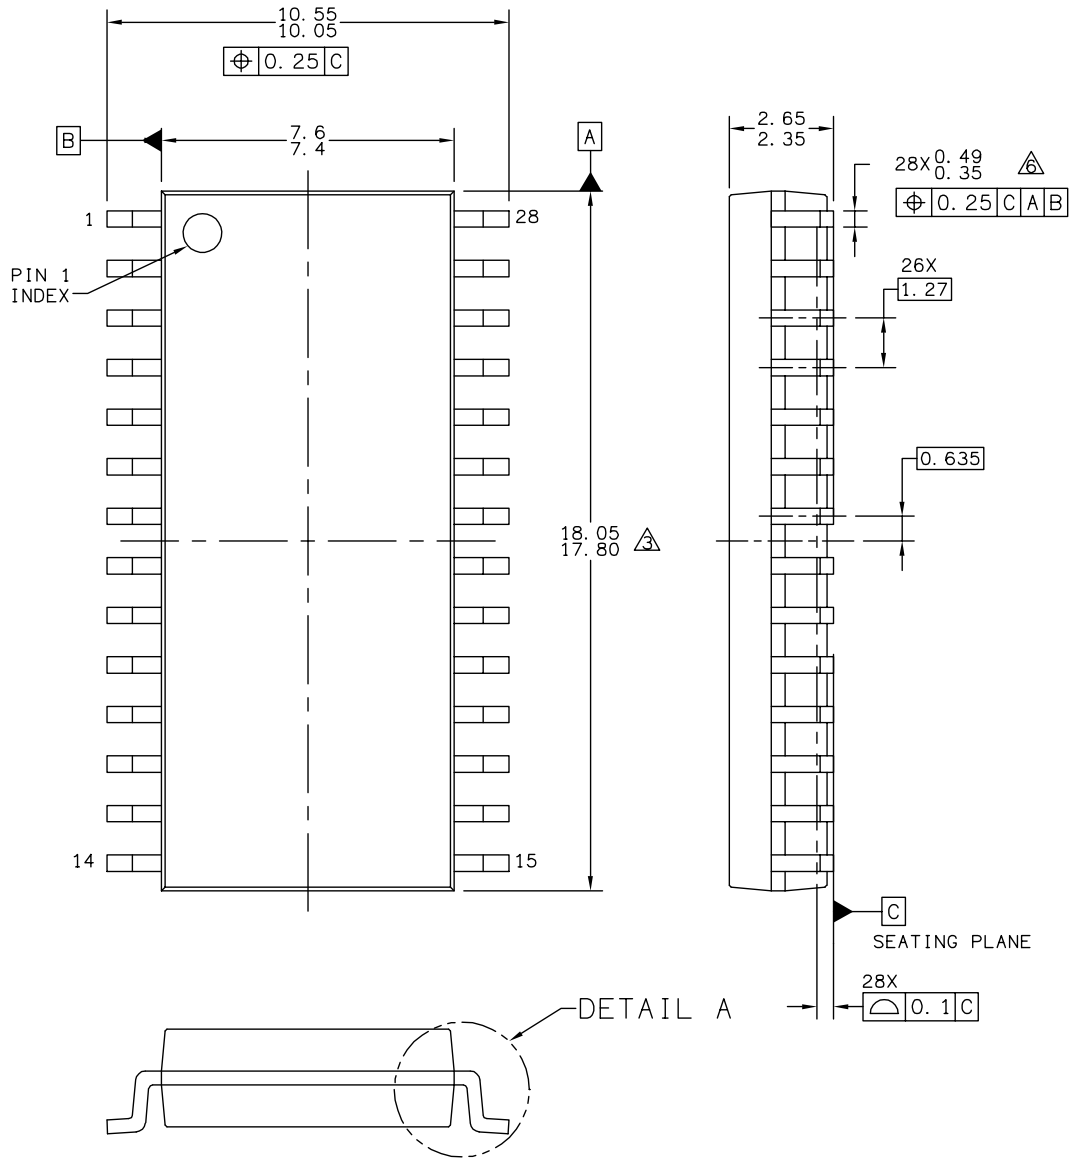 10.55
10.05
0.25 C
B
7.6
7.4
A
2.65
2.35
28X 0.49
0.35
6
0.25 C A B
1
28
PIN 1
INDEX
26X
1.27
0.635
18.05
17.80
3
14
15
C
SEATING PLANE
28X
0.1 C
DETAIL A